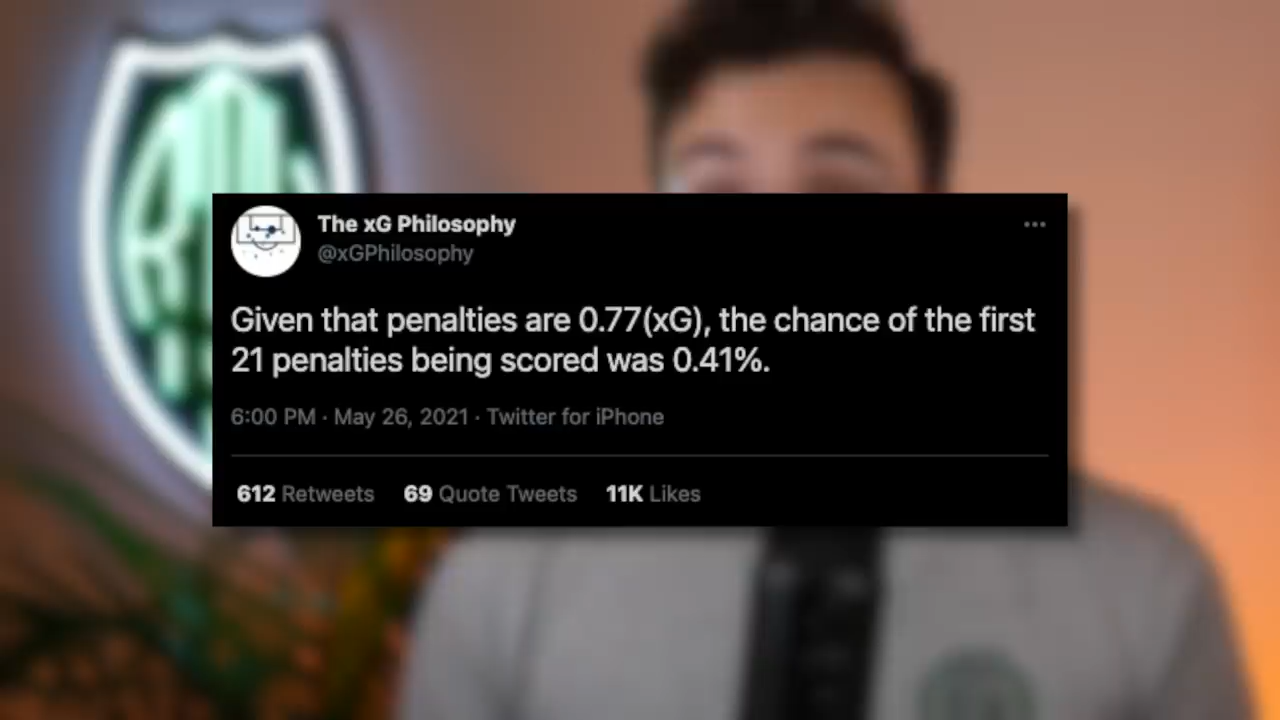 The xG Philosophy
@xGPhilosophy
Given that penalties are 0.77(xG), the chance of the first
21 penalties being scored was 0.41%.
6:00 PM · May 26, 2021 · Twitter for iPhone
612 Retweets 69 Quote Tweets 11K Likes